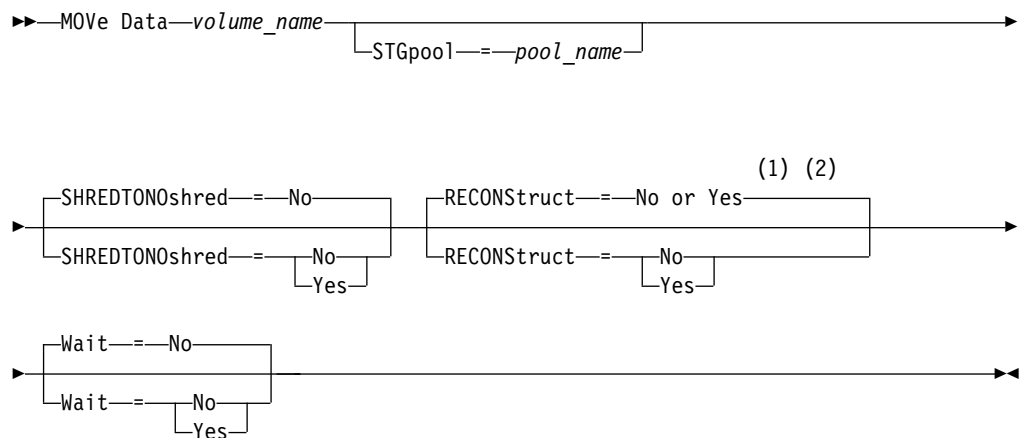 MOVe Data volume_name
STGpool = pool_name
(1) (2)
SHREDTONOshred = No RECONStruct = No or Yes
SHREDTONOshred = No RECONStruct = No
Yes Yes
Wait = No
Wait = No
Yes